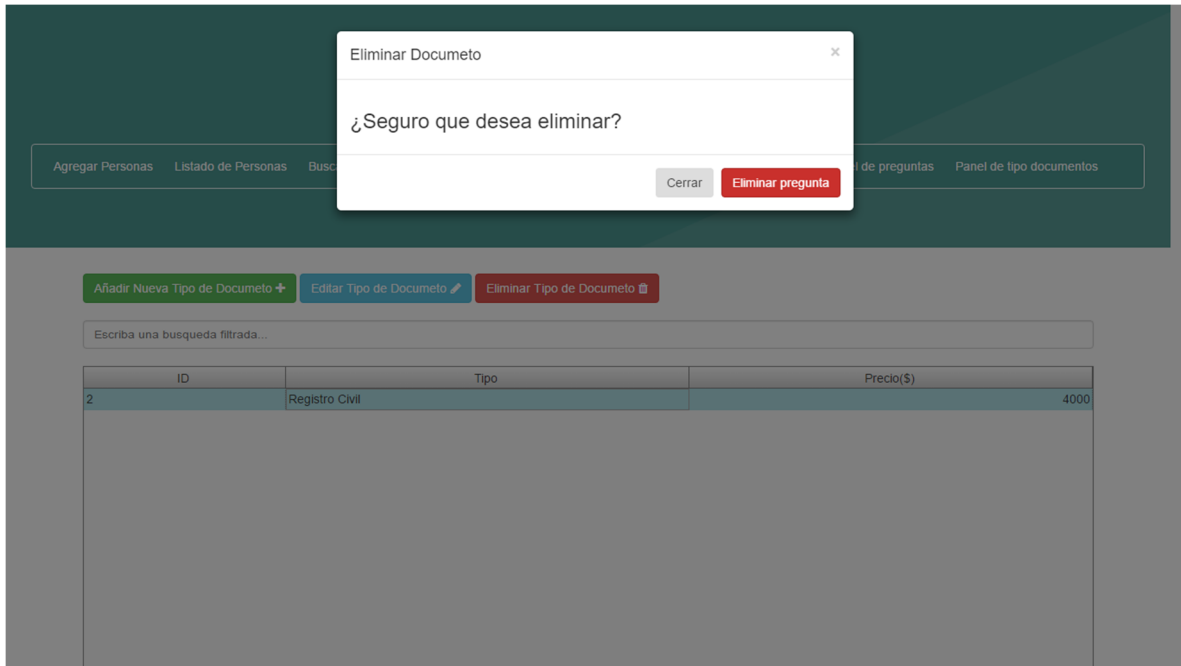 Eliminar Documeto ×
¿Seguro que desea eliminar?
Cerrar Eliminar pregunta
Agregar Personas Listado de Personas de preguntas Panel de tipo documentos
Añadir Nueva Tipo de Documeto Editar Tipo de Documeto Eliminar Tipo de Documeto
Escriba una busqueda filtrada...
ID Tipo Precio($)
2 Registro Civil 4000